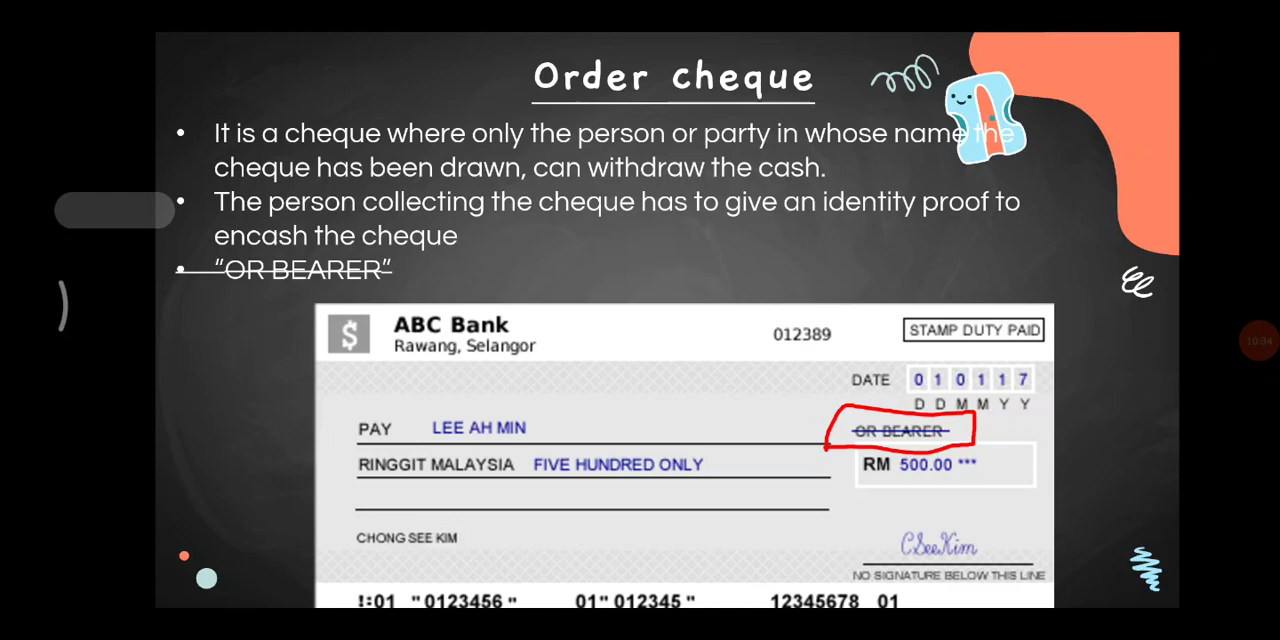 Order cheque
• It is a cheque where only the person or party in whose name the
cheque has been drawn, can withdraw the cash.
• The person collecting the cheque has to give an identity proof to
encash the cheque
• “OR BEARER”
$
ABC Bank
Rawang, Selangor
012389
STAMP DUTY PAID
DATE 0 1 0 1 1 7
D D M M Y Y
PAY LEE AH MIN
OR BEARER
RINGGIT MALAYSIA FIVE HUNDRED ONLY
RM 500.00 ***
CHONG SEE KIM
CSeeKim
NO SIGNATURE BELOW THIS LINE
!:01 "0123456" 01"012345" 12345678 01
10:34